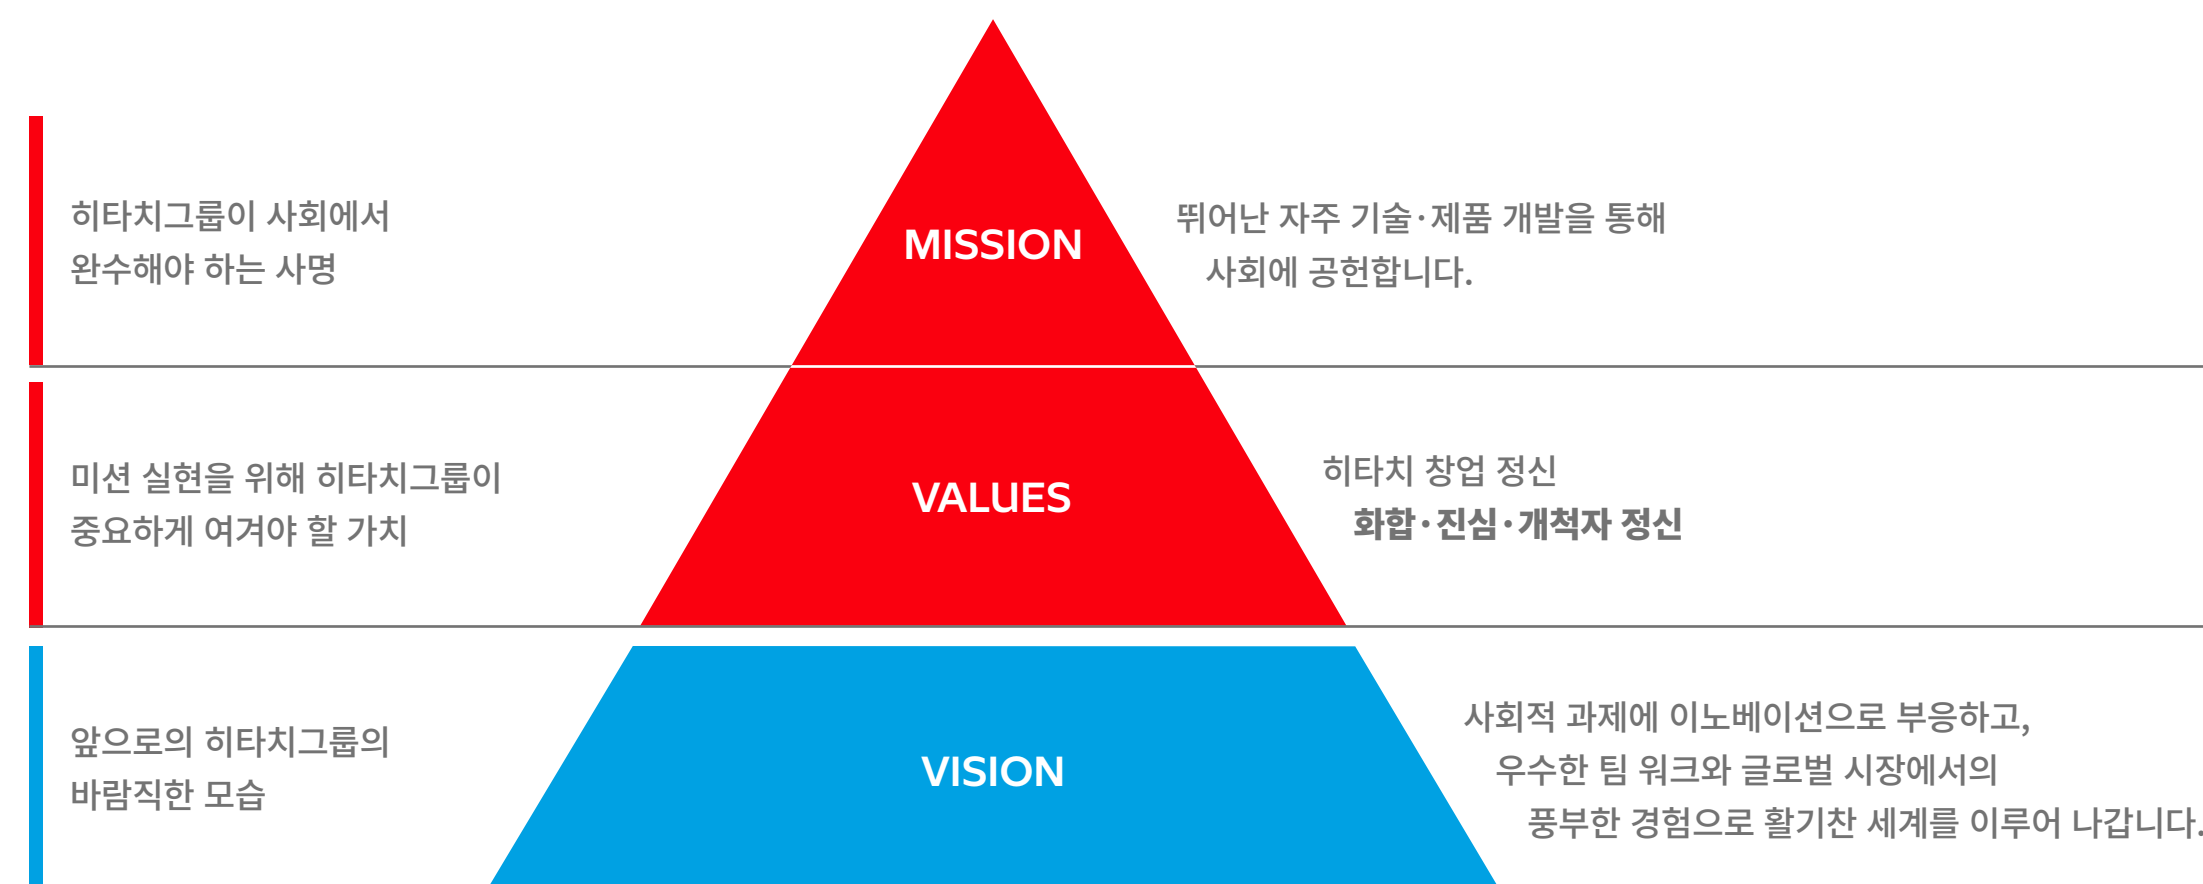 히타치그룹이 사회에서
완수해야 하는 사명
MISSION
뛰어난 자주 기술·제품 개발을 통해
사회에 공헌합니다.
미션 실현을 위해 히타치그룹이
중요하게 여겨야 할 가치
VALUES
히타치 창업 정신
화합·진심·개척자 정신
앞으로의 히타치그룹의
바람직한 모습
VISION
사회적 과제에 이노베이션으로 부응하고,
우수한 팀 워크와 글로벌 시장에서의
풍부한 경험으로 활기찬 세계를 이루어 나갑니다.